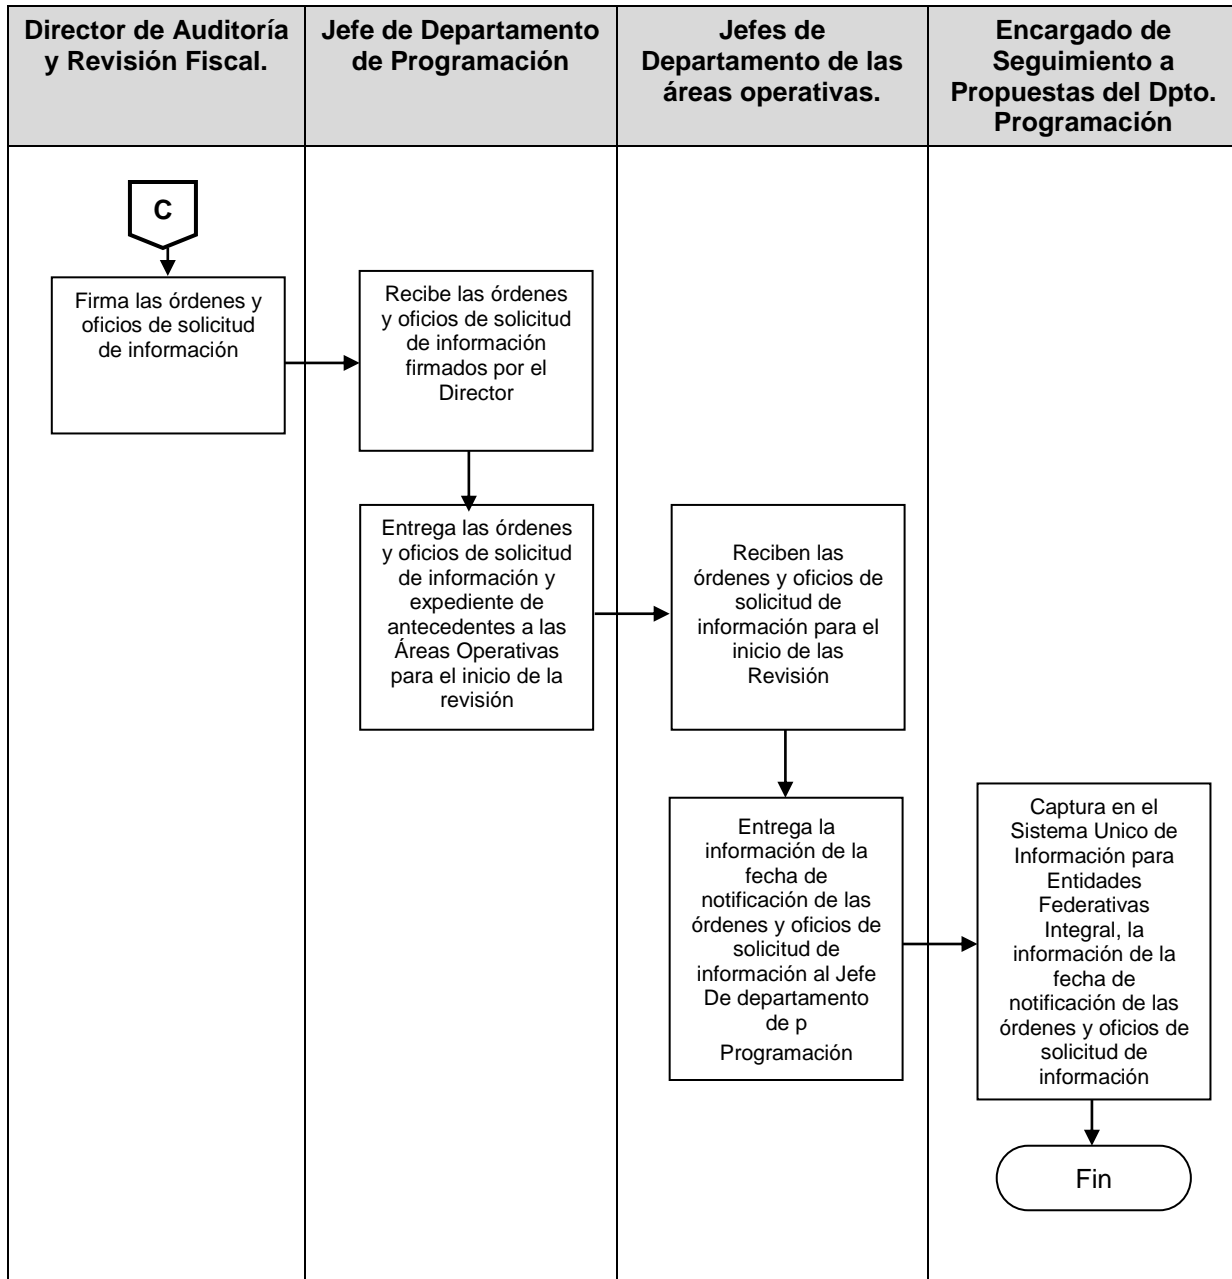 Director de Auditoría
y Revisión Fiscal.
Jefe de Departamento
de Programación
Jefes de
Departamento de las
áreas operativas.
Encargado de
Seguimiento a
Propuestas del Dpto.
Programación
C
Firma las órdenes y
oficios de solicitud
de información
Recibe las órdenes
y oficios de solicitud
de información
firmados por el
Director
Entrega las órdenes
y oficios de solicitud
de información y
expediente de
antecedentes a las
Áreas Operativas
para el inicio de la
revisión
Reciben las
órdenes y oficios de
solicitud de
información para el
inicio de las
Revisión
Entrega la
información de la
fecha de
notificación de las
órdenes y oficios de
solicitud de
información al Jefe
De departamento
de p
Programación
Captura en el
Sistema Unico de
Información para
Entidades
Federativas
Integral, la
información de la
fecha de
notificación de las
órdenes y oficios de
solicitud de
información
Fin